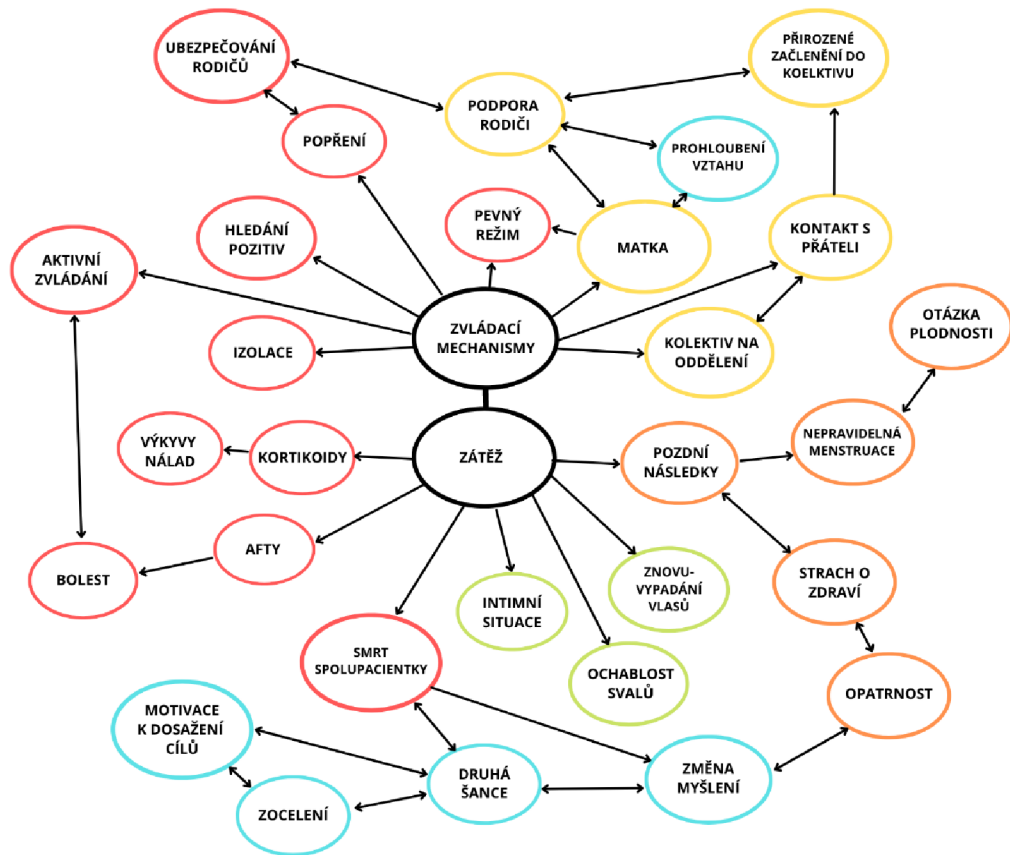 UBEZPEČOVÁNÍ
RODIČŮ
PŘIROZENÉ
ZAČLENĚNÍ DO
KOELKTIVU
PODPORA
RODIČI
POPŘENÍ
PROHLOUBENÍ
VZTAHU
PEVNÝ
REŽIM
HLEDÁNÍ
POZITIV
MATKA
KONTAKT S
PŘÁTELI
AKTIVNÍ
ZVLÁDÁNÍ
OTÁZKA
PLODNOSTI
ZVLÁDACÍ
MECHANISMY
IZOLACE
KOLEKTIV NA
ODDĚLENÍ
VÝKYVY
NÁLAD
KORTIKOIDY
ZÁTĚŽ
POZDNÍ
NÁSLEDKY
NEPRAVIDELNÁ
MENSTRUACE
AFTY
BOLEST
INTIMNÍ
SITUACE
ZNOVU-
VYPADÁNÍ
VLASŮ
STRACH O
ZDRAVÍ
SMRT
SPOLUPACIENTKY
OCHABLOST
SVALŮ
OPATRNOST
MOTIVACE
K DOSAŽENÍ
CÍLŮ
DRUHÁ
ŠANCE
ZMĚNA
MYŠLENÍ
ZOCELENÍ